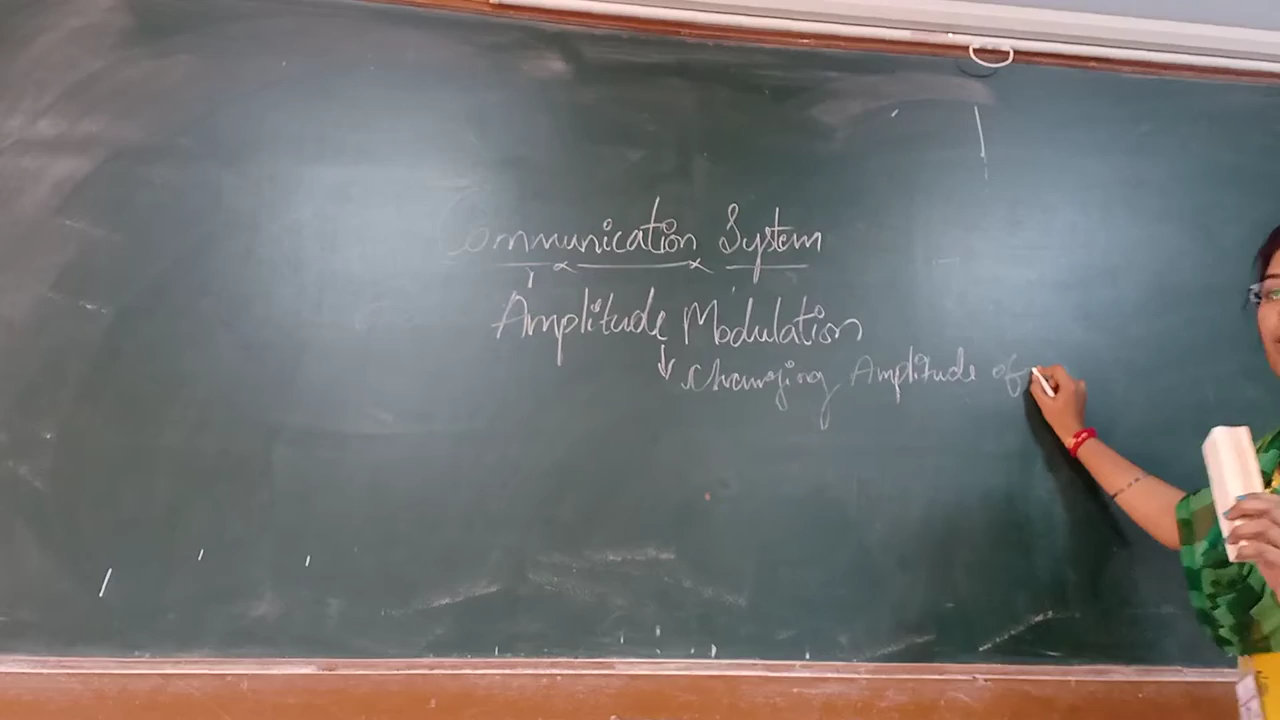 Communication System
Amplitude Modulation
↓ Changing Amplitude of